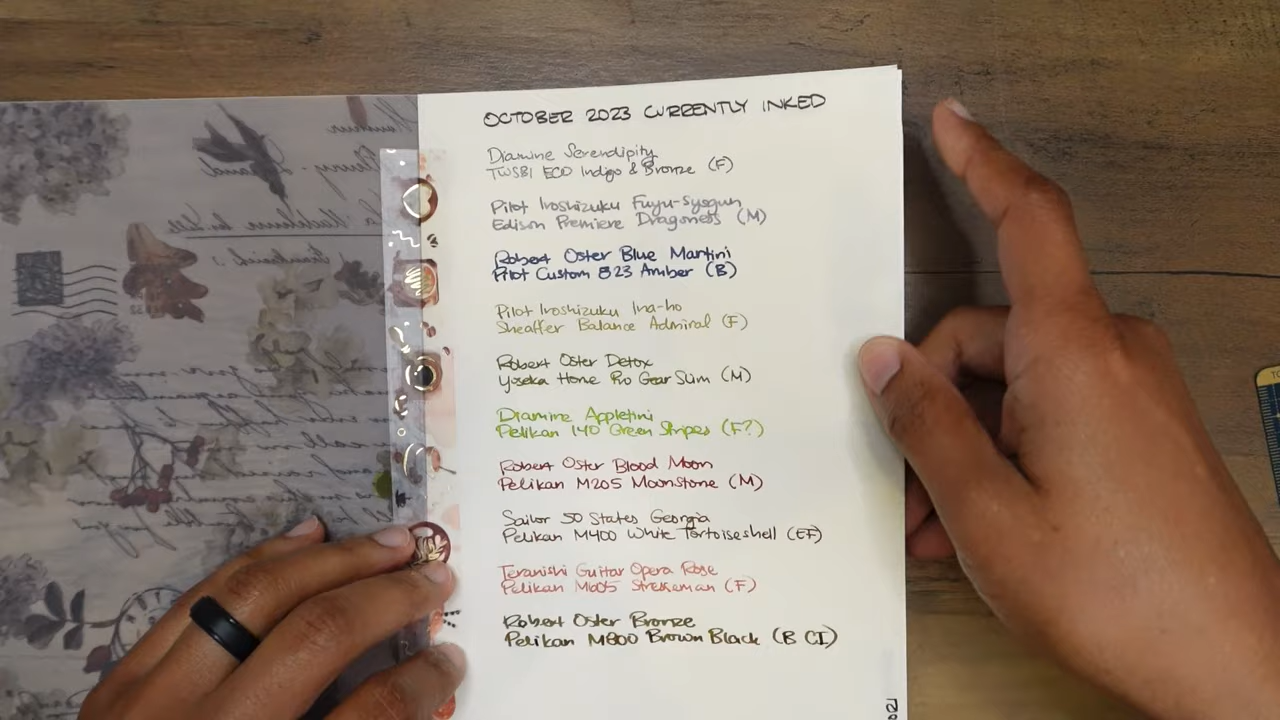 OCTOBER 2023 CURRENTLY INKED
Diamine Serendipity
TWSBI ECO Indigo & Bronze (F)
Pilot Iroshizuku Fuyu-syogun
Edison Premiere Dragoness (M)
Robert Oster Blue Martini
Pilot Custom 823 Amber (B)
Pilot Iroshizuku Ina-ho
Sheaffer Balance Admiral (F)
Robert Oster Detox
Yoseka Home Pro Gear Slim (M)
Diamine Appletini
Pelikan 140 Green Stripes (F?)
Robert Oster Blood Moon
Pelikan M205 Moonstone (M)
Sailor 50 States Georgia
Pelikan M400 White Tortoiseshell (EF)
Teranishi Guitar Opera Rose
Pelikan M605 Stresseman (F)
Robert Oster Bronze
Pelikan M800 Brown Black (B CI)